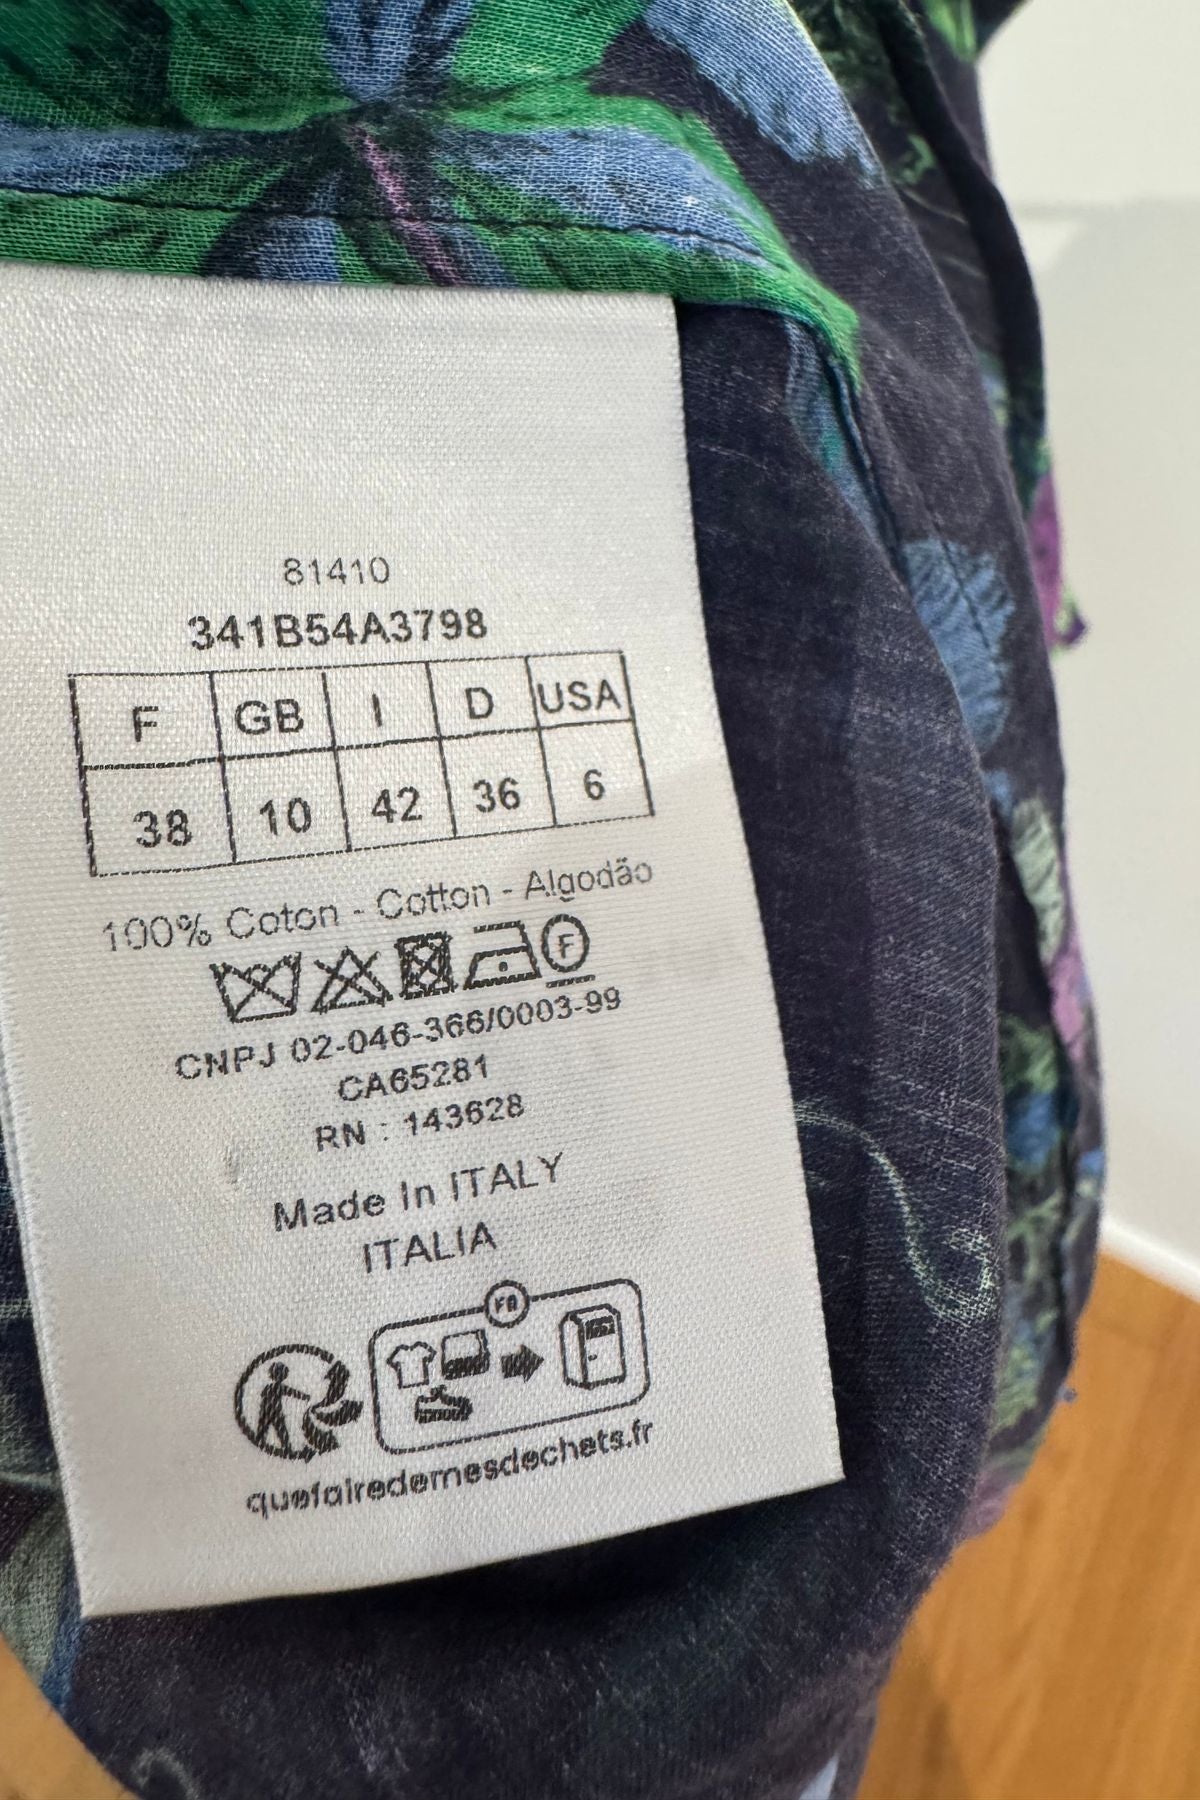 81410
341B54A3798
F GB I D USA
38 10 42 36 6
100% Coton - Cotton - Algodão
F
CNPJ 02-046-366/0003-99
CA65281
RN : 143628
Made In ITALY
ITALIA
FR
quefairedemesdechets.fr